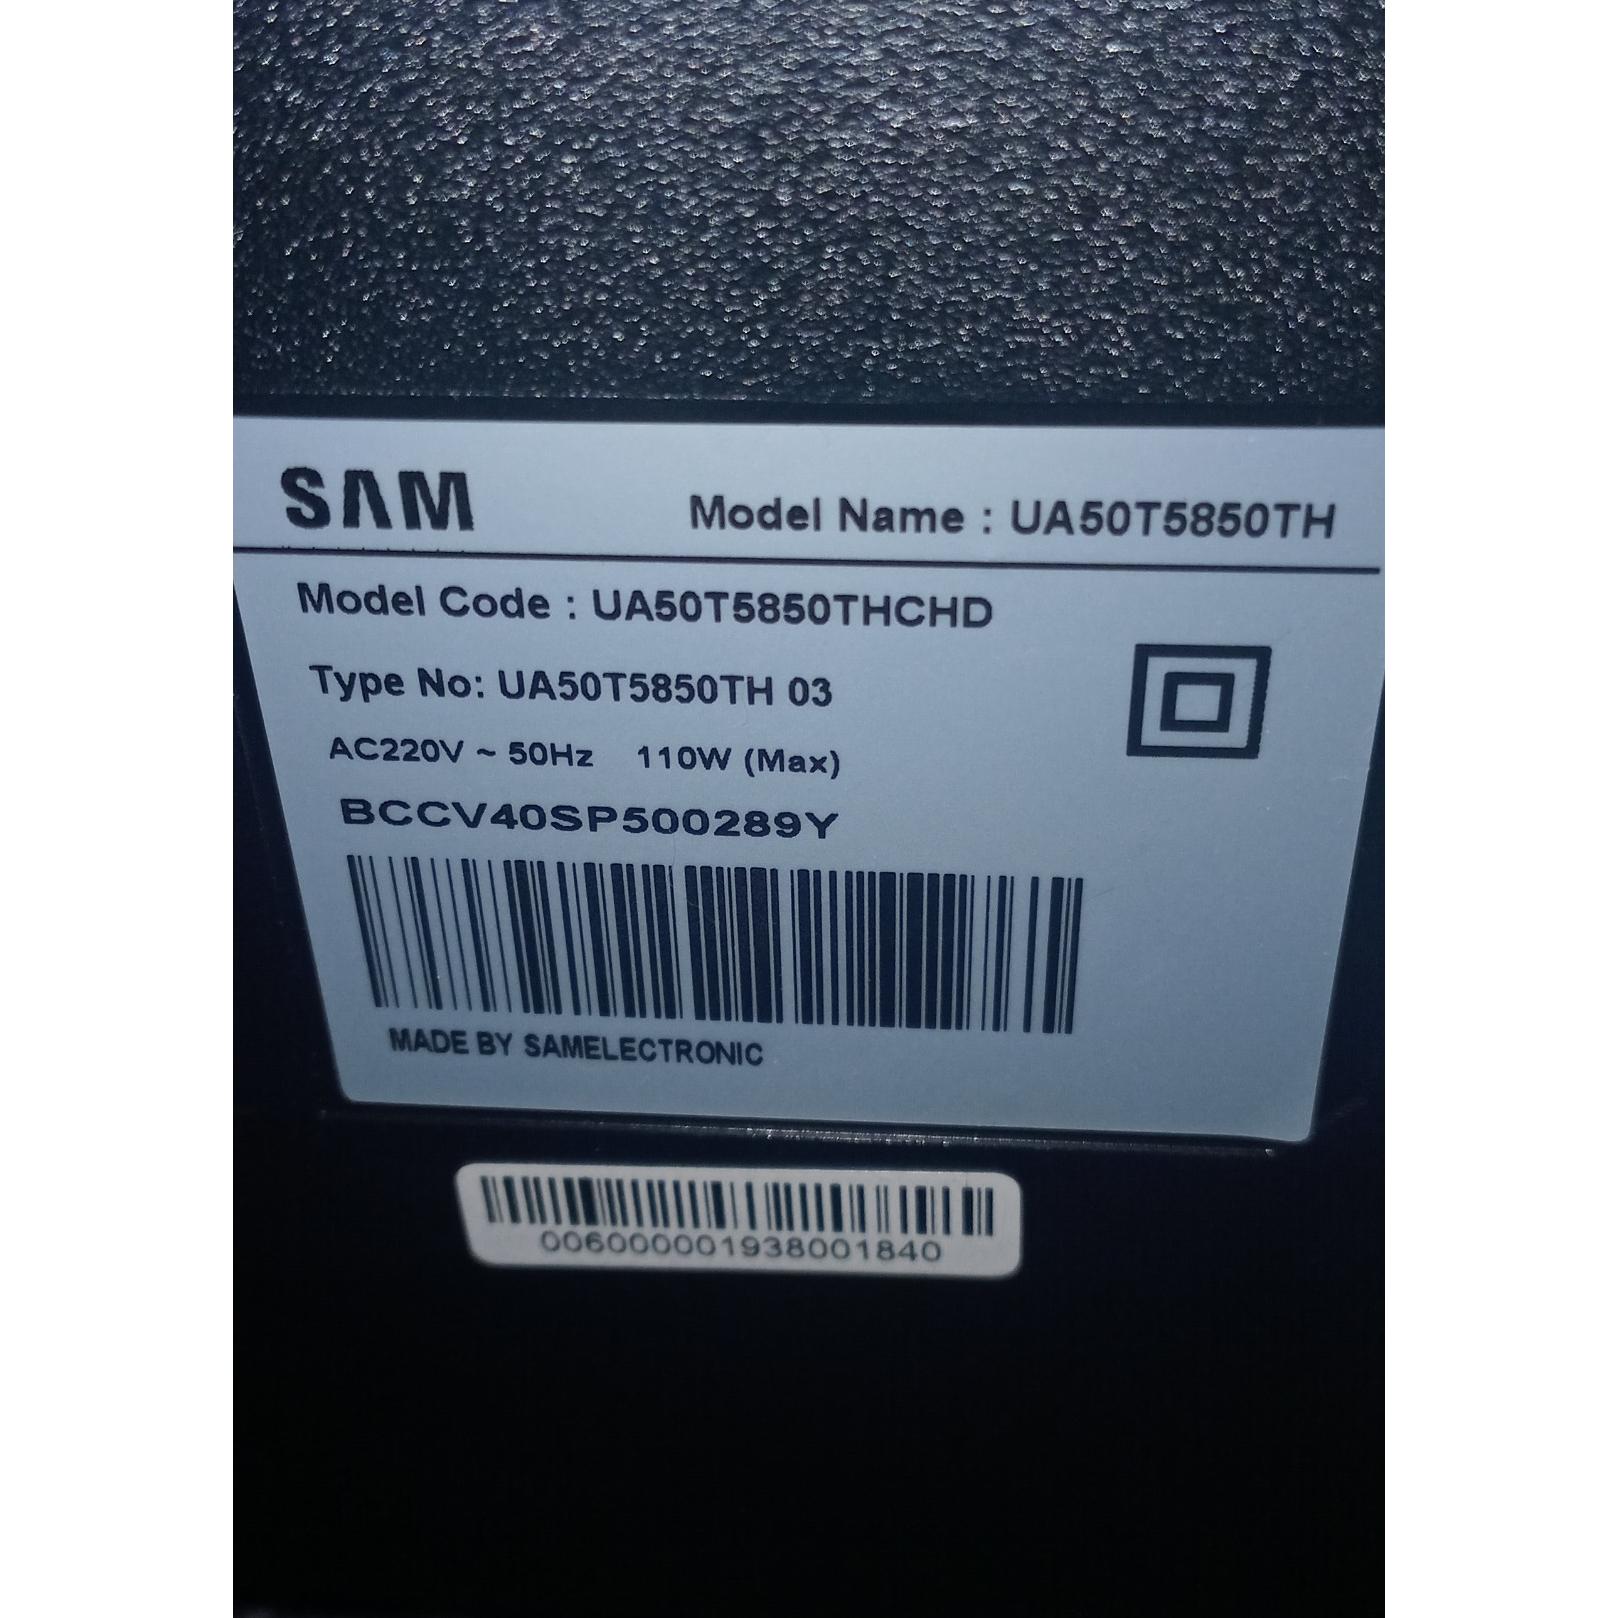 SAM
Model Name : UA50T5850TH
Model Code : UA50T5850THCHD
Type No: UA50T5850TH 03
AC220V ~ 50Hz 110W (Max)
BCCV40SP500289Y
MADE BY SAMELECTRONIC
006000001938001840